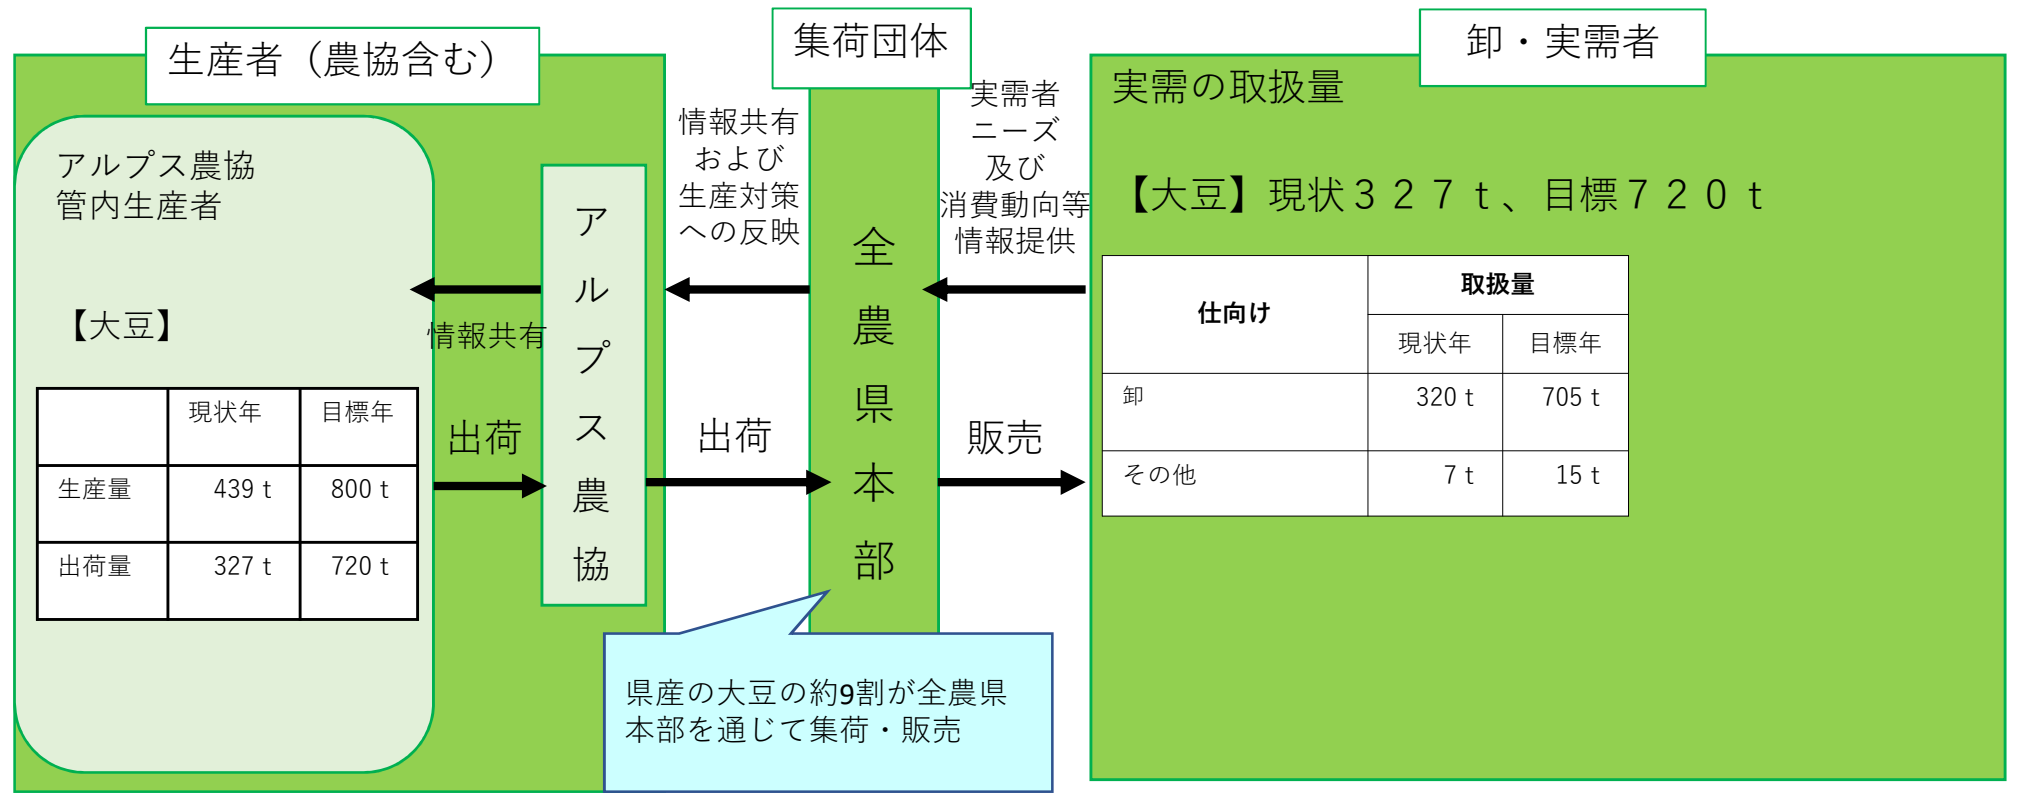 生産者（農協含む）
集荷団体
卸・実需者
アルプス農協
管内生産者
【大豆】
現状年 目標年
生産量 439ｔ 800ｔ
出荷量 327ｔ 720ｔ
情報共有
出荷
アルプス農協
情報共有
および
生産対策
への反映
出荷
全農県本部
県産の大豆の約9割が全農県
本部を通じて集荷・販売
実需者
ニーズ
及び
消費動向等
情報提供
販売
実需の取扱量
【大豆】現状３２７ｔ、目標７２０ｔ
仕向け 取扱量
現状年 目標年
卸 320ｔ 705ｔ
その他 7ｔ 15ｔ